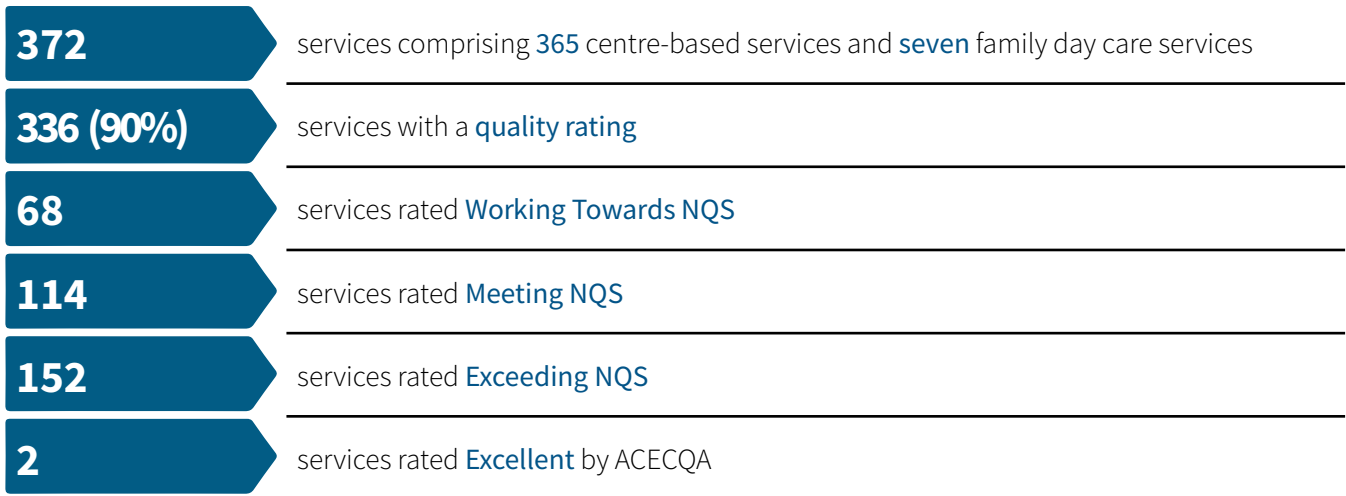 372 services comprising 365 centre-based services and seven family day care services
336 (90%) services with a quality rating
68 services rated Working Towards NQS
114 services rated Meeting NQS
152 services rated Exceeding NQS
2 services rated Excellent by ACECQA